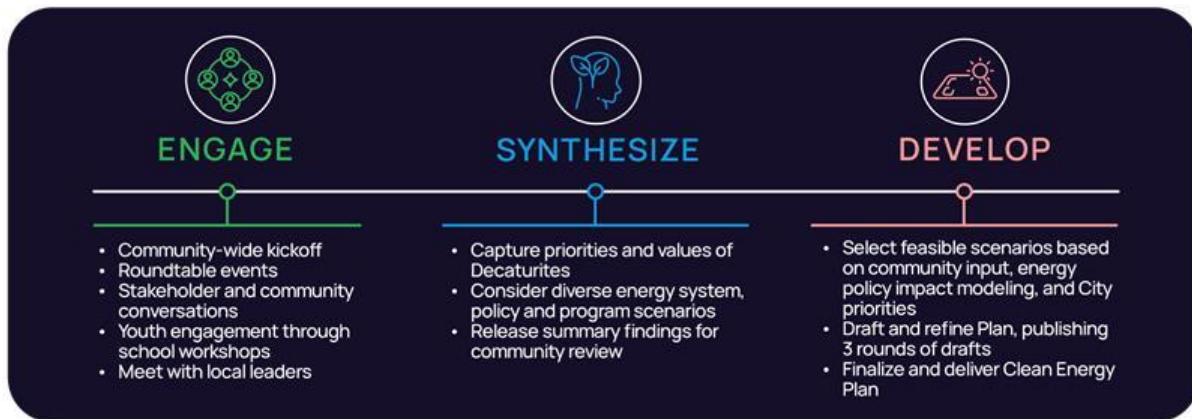 ENGAGE
• Community-wide kickoff
• Roundtable events
• Stakeholder and community
conversations
• Youth engagement through
school workshops
• Meet with local leaders
SYNTHESIZE
• Capture priorities and values of
Decaturites
• Consider diverse energy system,
policy and program scenarios
• Release summary findings for
community review
DEVELOP
• Select feasible scenarios based
on community input, energy
policy impact modeling, and City
priorities
• Draft and refine Plan, publishing
3 rounds of drafts
• Finalize and deliver Clean Energy
Plan